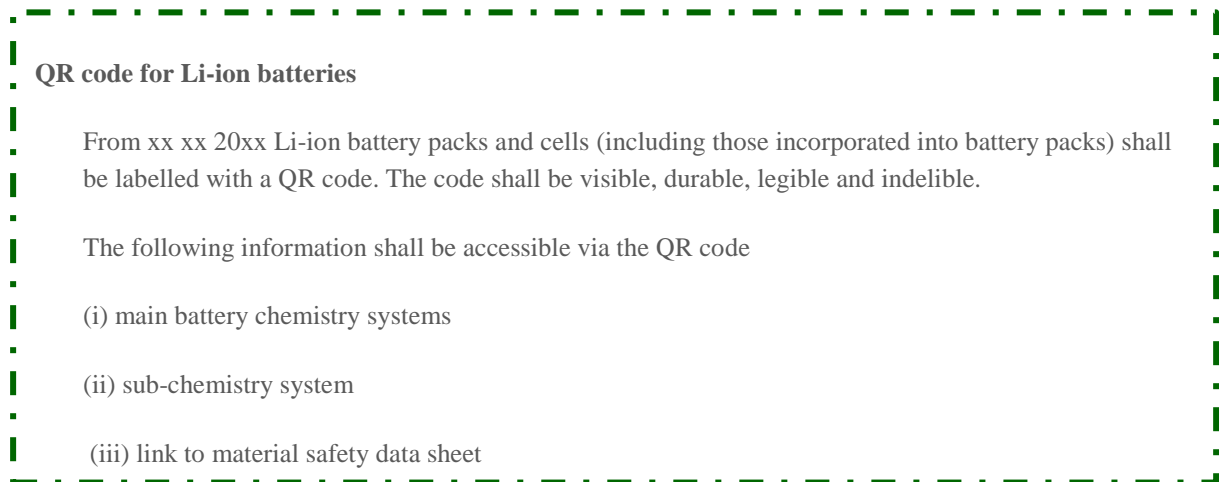 QR code for Li-ion batteries
From xx xx 20xx Li-ion battery packs and cells (including those incorporated into battery packs) shall
be labelled with a QR code. The code shall be visible, durable, legible and indelible.
The following information shall be accessible via the QR code
(i) main battery chemistry systems
(ii) sub-chemistry system
(iii) link to material safety data sheet